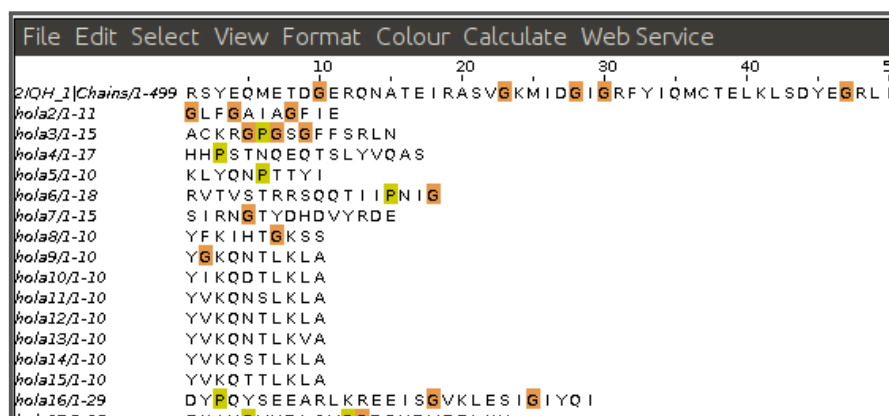 File Edit Select View Format Colour Calculate Web Service
10 20 30 40 5
2IQH_1|Chains/1-499 RSYEQMETDGERQNATEIRASVGKMIDGIGRFYIQMCTELKLSDYEGRLI
hola2/1-11 GLFGAIAGFIE
hola3/1-15 ACKRGPGSGFFSRLN
hola4/1-17 HHPSTNQEQTSLYVQAS
hola5/1-10 KLYQNPTTYI
hola6/1-18 RVTVSTRRSQQTIIPNIG
hola7/1-15 SIRNGTYDHDVYRDE
hola8/1-10 YFKIHTGKSS
hola9/1-10 YGKQNTLKLA
hola10/1-10 YIKQDTLKLA
hola11/1-10 YVKQNSLKLA
hola12/1-10 YVKQNTLKLA
hola13/1-10 YVKQNTLKVA
hola14/1-10 YVKQSTLKLA
hola15/1-10 YVKQTTLKLA
hola16/1-29 DYPQYSEEARLKREEISGVKLESIGIYQI